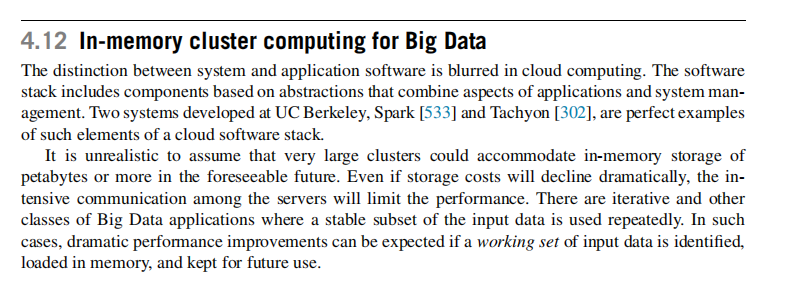 4.12 In-memory cluster computing for Big Data
The distinction between system and application software is blurred in cloud computing. The software
stack includes components based on abstractions that combine aspects of applications and system man-
agement. Two systems developed at UC Berkeley, Spark [533] and Tachyon [302], are perfect examples
of such elements of a cloud software stack.
It is unrealistic to assume that very large clusters could accommodate in-memory storage of
petabytes or more in the foreseeable future. Even if storage costs will decline dramatically, the in-
tensive communication among the servers will limit the performance. There are iterative and other
classes of Big Data applications where a stable subset of the input data is used repeatedly. In such
cases, dramatic performance improvements can be expected if a working set of input data is identified,
loaded in memory, and kept for future use.